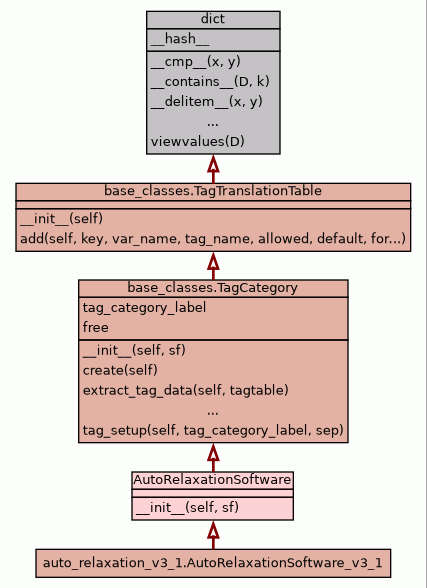 dict
__hash__
__cmp__(x, y)
__contains__(D, k)
__delitem__(x, y)
...
viewvalues(D)
base_classes.TagTranslationTable
__init__(self)
add(self, key, var_name, tag_name, allowed, default, for...)
base_classes.TagCategory
tag_category_label
free
__init__(self, sf)
create(self)
extract_tag_data(self, tagtable)
...
tag_setup(self, tag_category_label, sep)
AutoRelaxationSoftware
__init__(self, sf)
auto_relaxation_v3_1.AutoRelaxationSoftware_v3_1